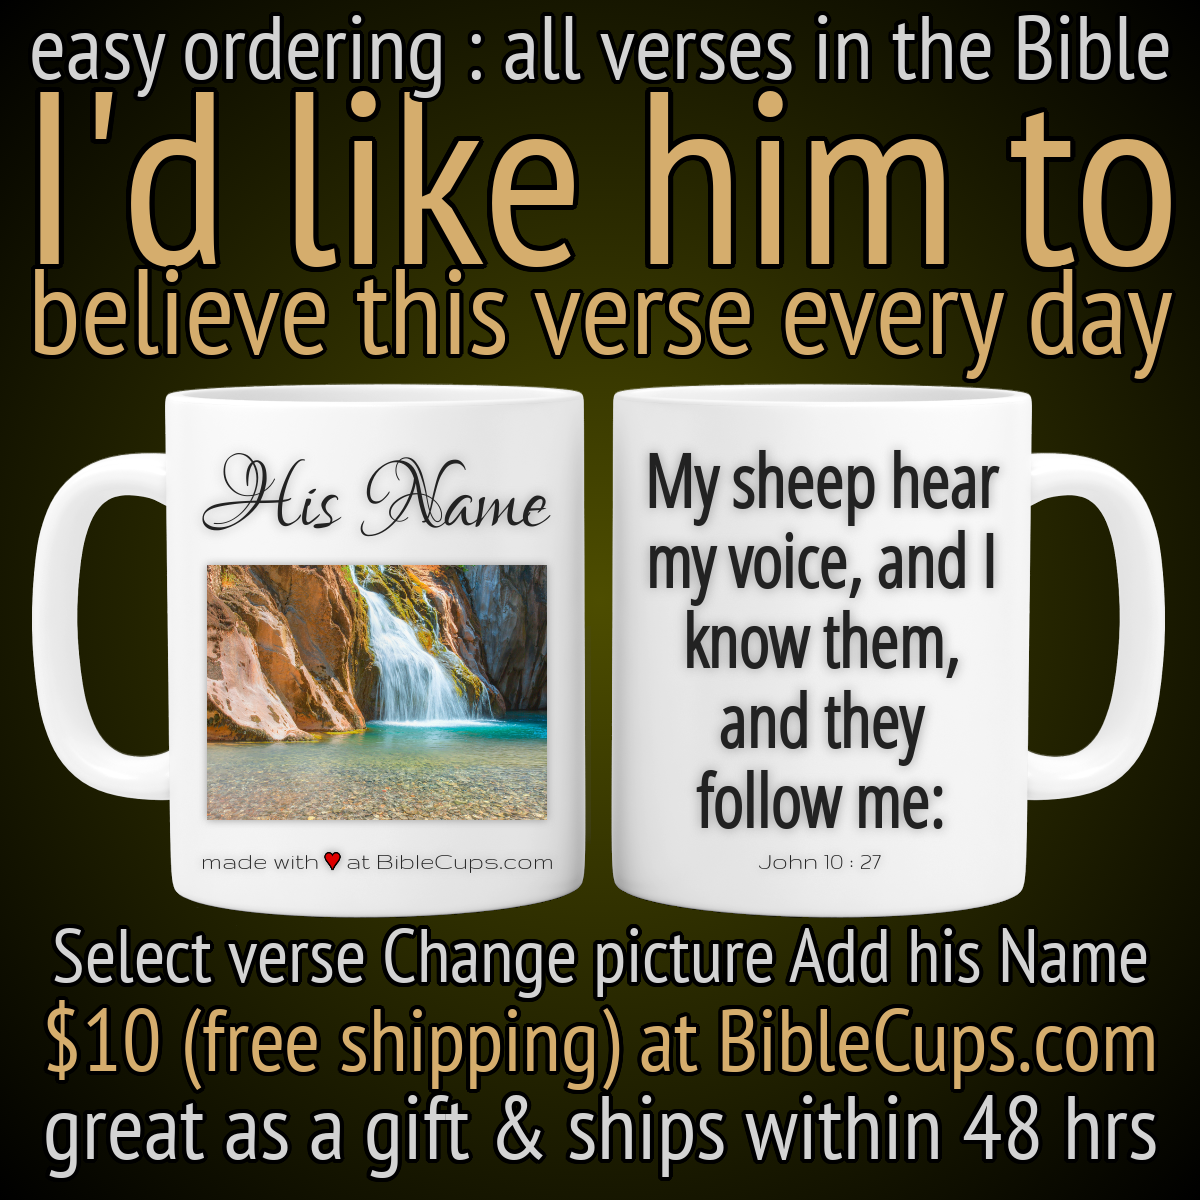 easy ordering : all verses in the Bible
I'd like him to
believe this verse every day
His Name
made with ❤ at BibleCups.com
My sheep hear
my voice, and I
know them,
and they
follow me:
John 10 : 27
Select verse Change picture Add his Name
$10 (free shipping) at BibleCups.com
great as a gift & ships within 48 hrs